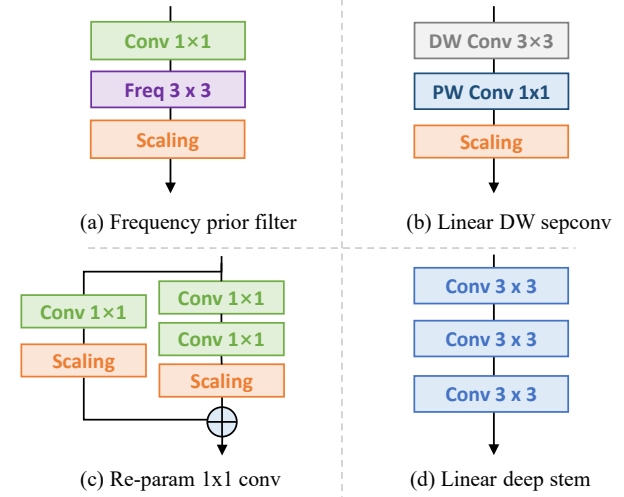 Conv 1×1
Freq 3 x 3
Scaling
(a) Frequency prior filter
DW Conv 3×3
PW Conv 1x1
Scaling
(b) Linear DW sepconv
Conv 1×1
Scaling
Conv 1×1
Conv 1×1
Scaling
(c) Re-param 1x1 conv
Conv 3 x 3
Conv 3 x 3
Conv 3 x 3
(d) Linear deep stem